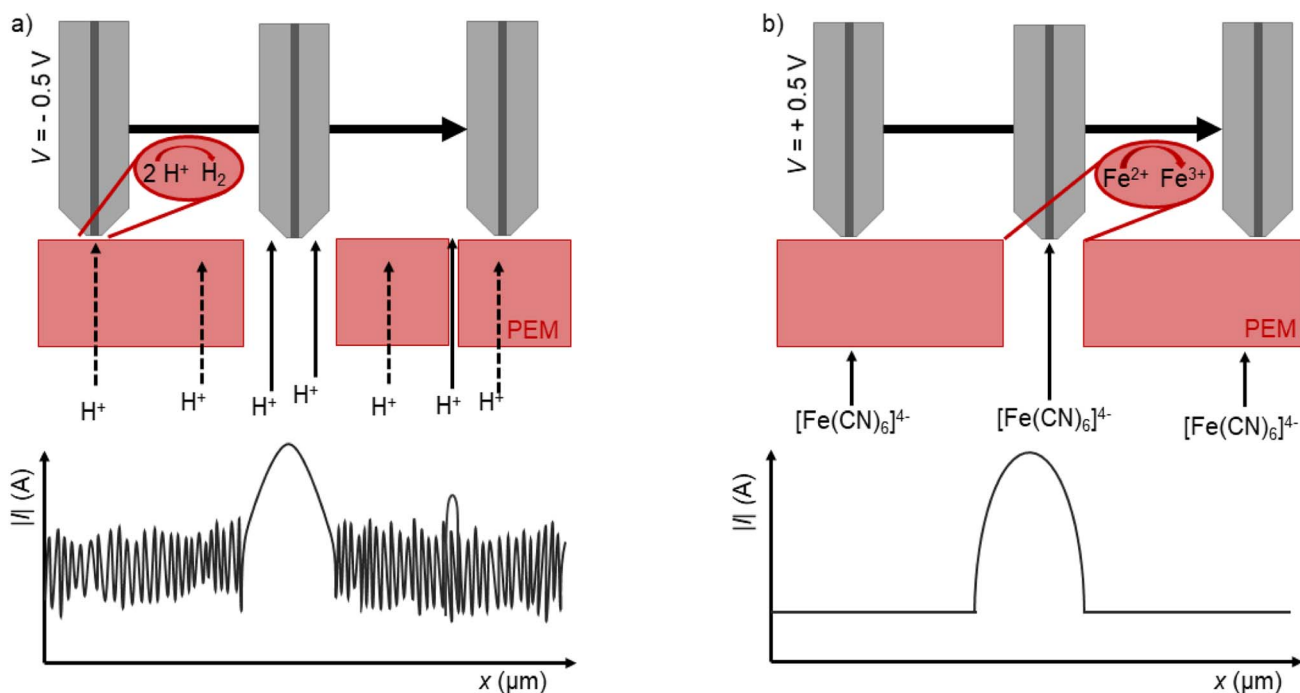 a)
V = - 0.5 V
2 H⁺ H₂
PEM
H⁺
H⁺
H⁺
H⁺
H⁺
H⁺
H⁺
|I| (A)
x (µm)
b)
V = + 0.5 V
Fe²⁺ Fe³⁺
PEM
[Fe(CN)₆]⁴⁻
[Fe(CN)₆]⁴⁻
[Fe(CN)₆]⁴⁻
|I| (A)
x (µm)